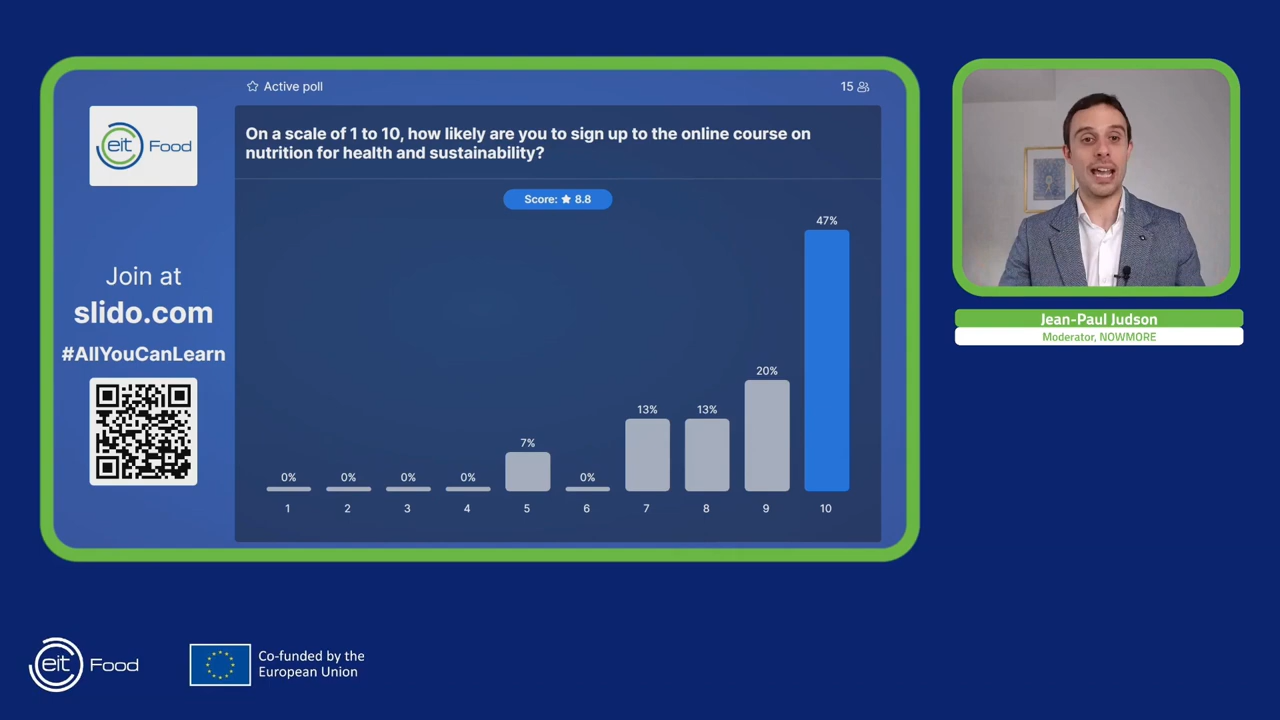 Active poll
15
eit Food
On a scale of 1 to 10, how likely are you to sign up to the online course on
nutrition for health and sustainability?
Score: 8.8
Join at
slido.com
#AllYouCanLearn
0%
0%
0%
0%
7%
0%
13%
13%
20%
47%
1
2
3
4
5
6
7
8
9
10
Jean-Paul Judson
Moderator, NOWMORE
eit Food
Co-funded by the
European Union